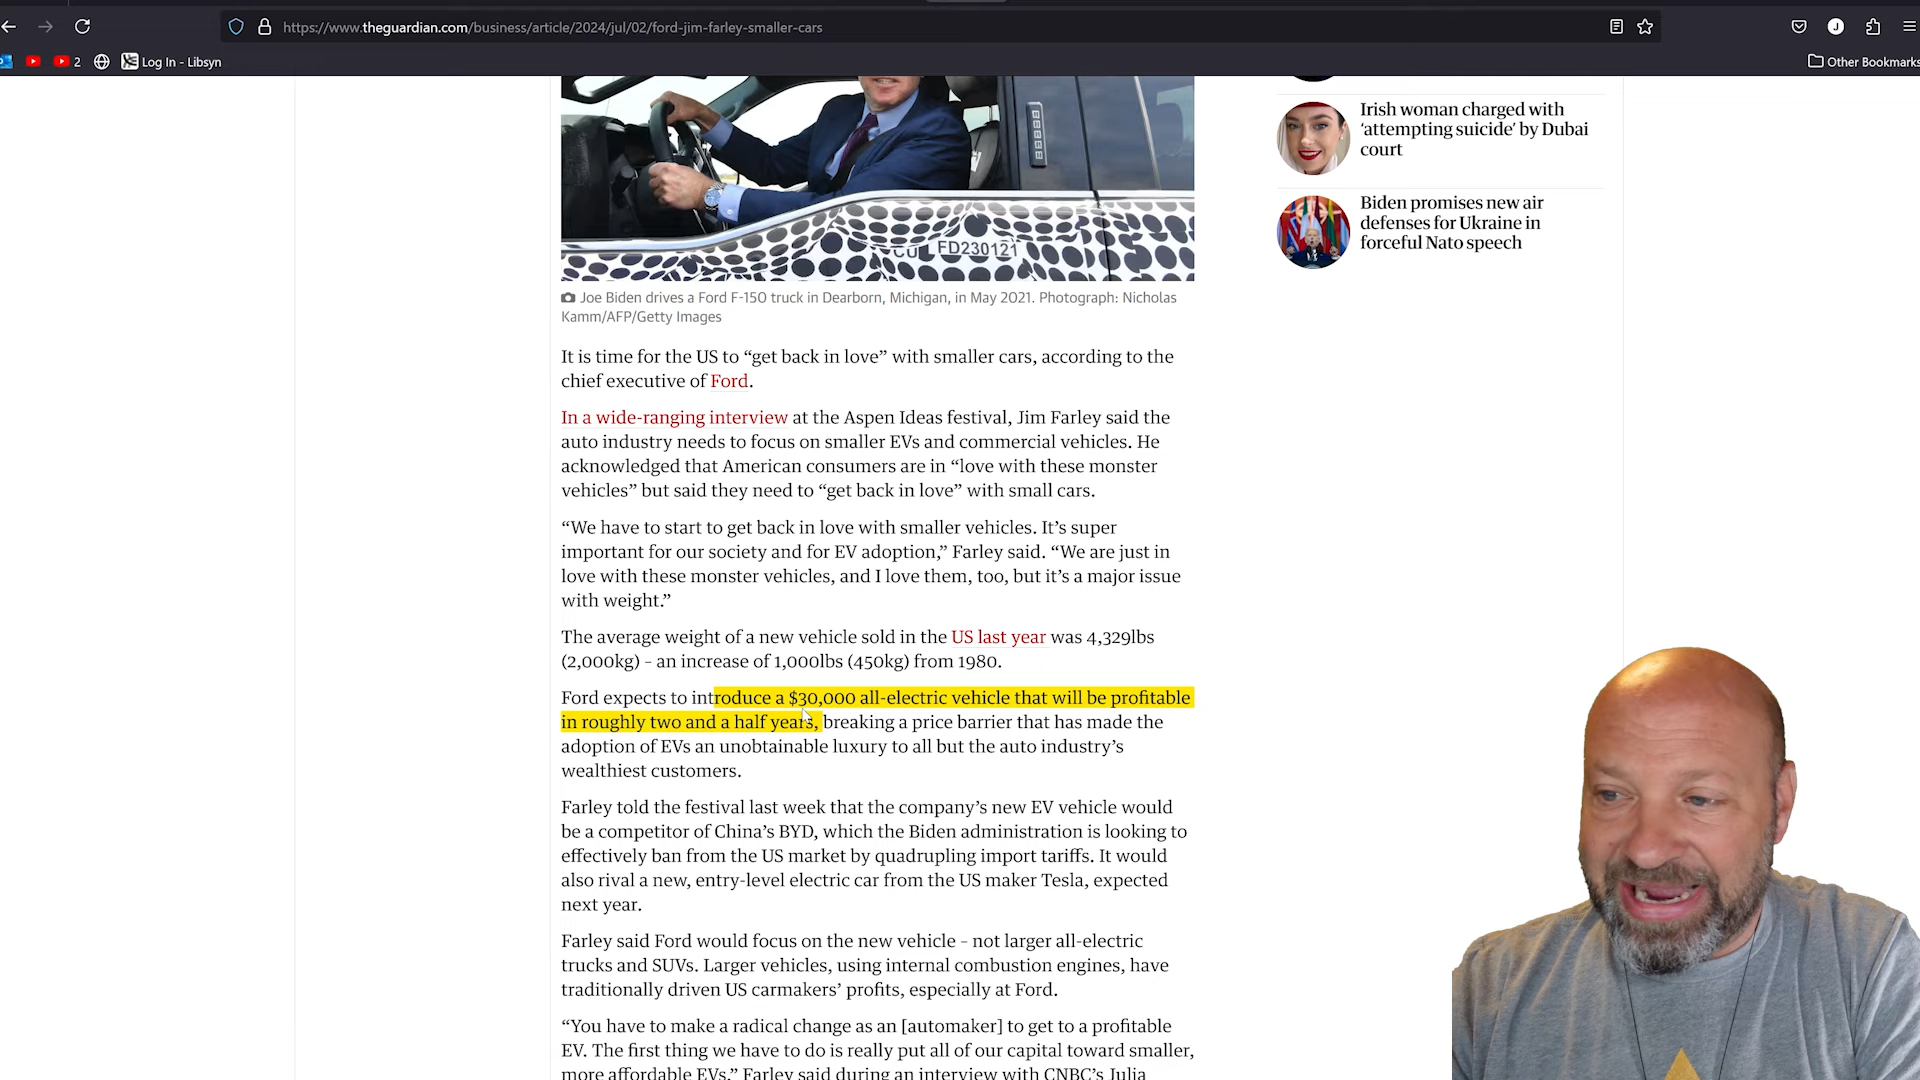 https://www.theguardian.com/business/article/2024/jul/02/ford-jim-farley-smaller-cars
2
Log In - Libsyn
J
Other Bookmarks
FD230121
Joe Biden drives a Ford F-150 truck in Dearborn, Michigan, in May 2021. Photograph: Nicholas
Kamm/AFP/Getty Images
It is time for the US to “get back in love” with smaller cars, according to the
chief executive of Ford.
In a wide-ranging interview at the Aspen Ideas festival, Jim Farley said the
auto industry needs to focus on smaller EVs and commercial vehicles. He
acknowledged that American consumers are in “love with these monster
vehicles” but said they need to “get back in love” with small cars.
“We have to start to get back in love with smaller vehicles. It’s super
important for our society and for EV adoption,” Farley said. “We are just in
love with these monster vehicles, and I love them, too, but it’s a major issue
with weight.”
The average weight of a new vehicle sold in the US last year was 4,329lbs
(2,000kg) – an increase of 1,000lbs (450kg) from 1980.
Ford expects to introduce a $30,000 all-electric vehicle that will be profitable
in roughly two and a half years, breaking a price barrier that has made the
adoption of EVs an unobtainable luxury to all but the auto industry’s
wealthiest customers.
Farley told the festival last week that the company’s new EV vehicle would
be a competitor of China’s BYD, which the Biden administration is looking to
effectively ban from the US market by quadrupling import tariffs. It would
also rival a new, entry-level electric car from the US maker Tesla, expected
next year.
Farley said Ford would focus on the new vehicle – not larger all-electric
trucks and SUVs. Larger vehicles, using internal combustion engines, have
traditionally driven US carmakers’ profits, especially at Ford.
“You have to make a radical change as an [automaker] to get to a profitable
EV. The first thing we have to do is really put all of our capital toward smaller,
more affordable EVs,” Farley said during an interview with CNBC’s Julia
Irish woman charged with
‘attempting suicide’ by Dubai
court
Biden promises new air
defenses for Ukraine in
forceful Nato speech